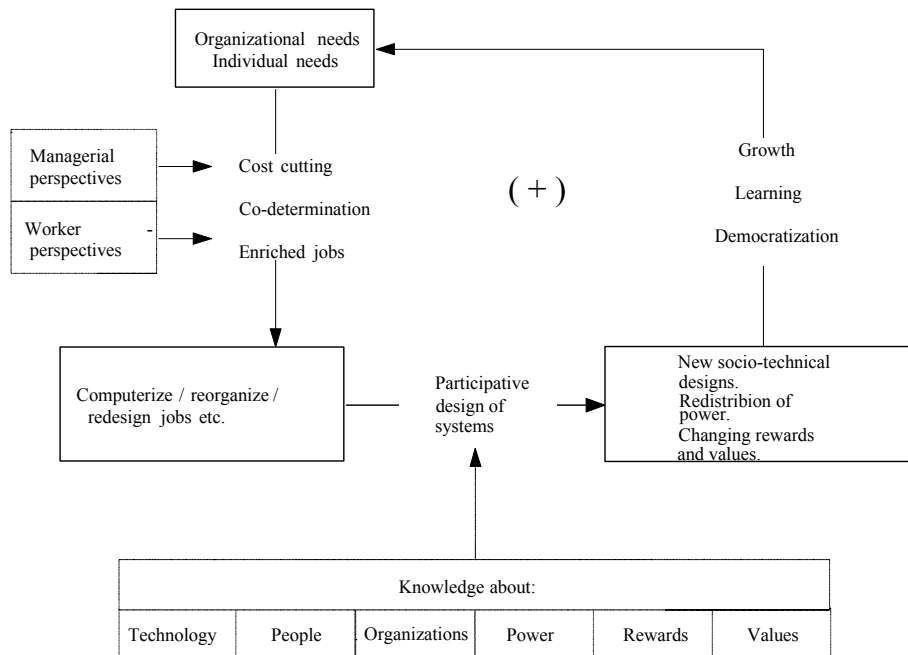 Organizational needs
Individual needs
Managerial
perspectives
Worker -
perspectives
Cost cutting
Co-determination
Enriched jobs
( + )
Growth
Learning
Democratization
Computerize / reorganize /
redesign jobs etc.
Participative
design of
systems
New socio-technical
designs.
Redistribion of
power.
Changing rewards
and values.
Knowledge about:
Technology
People
Organizations
Power
Rewards
Values